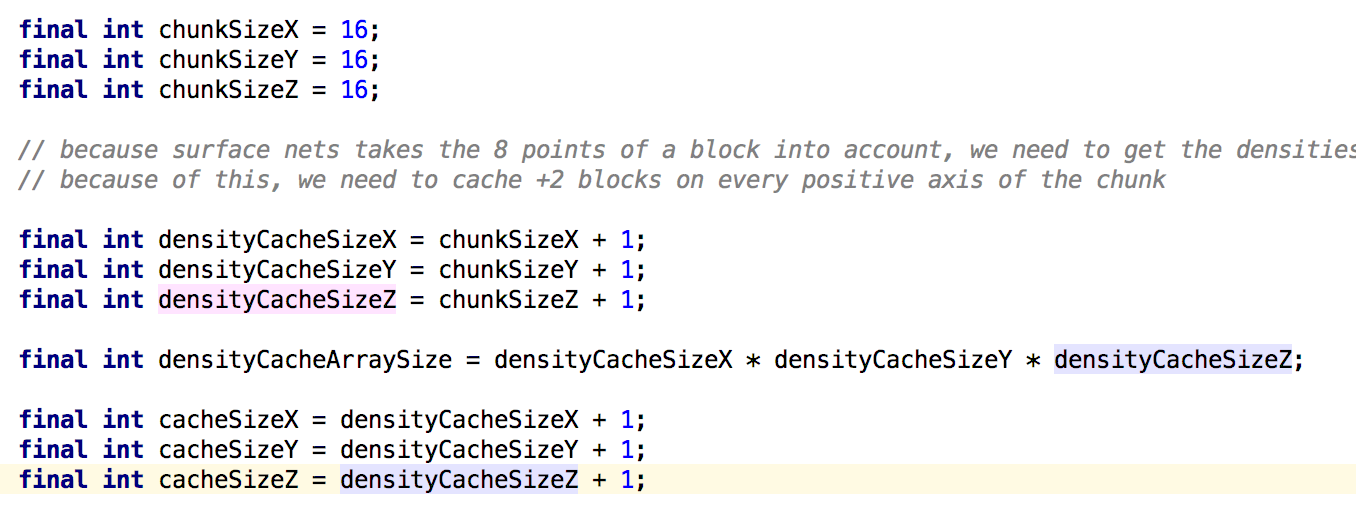 final int chunkSizeX = 16;
final int chunkSizeY = 16;
final int chunkSizeZ = 16;
// because surface nets takes the 8 points of a block into account, we need to get the densities
// because of this, we need to cache +2 blocks on every positive axis of the chunk
final int densityCacheSizeX = chunkSizeX + 1;
final int densityCacheSizeY = chunkSizeY + 1;
final int densityCacheSizeZ = chunkSizeZ + 1;
final int densityCacheArraySize = densityCacheSizeX * densityCacheSizeY * densityCacheSizeZ;
final int cacheSizeX = densityCacheSizeX + 1;
final int cacheSizeY = densityCacheSizeY + 1;
final int cacheSizeZ = densityCacheSizeZ + 1;